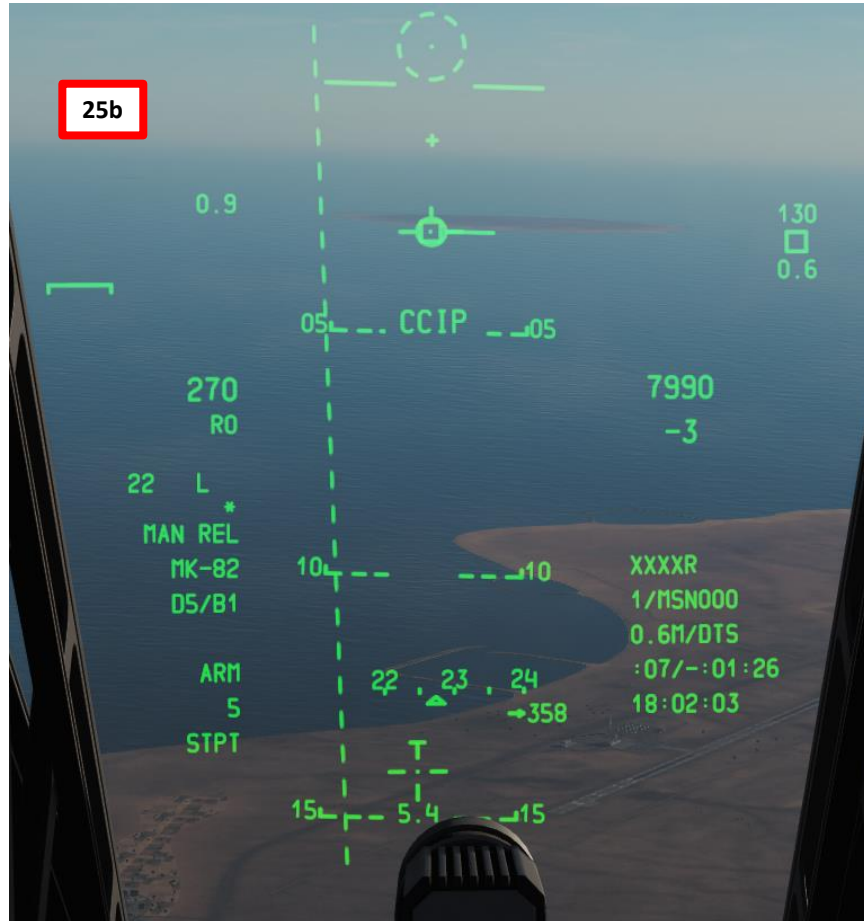 25b
0.9
130
0.6
05 CCIP 05
270
7990
R0
-3
22 L
*
MAN REL
10 10
XXXXR
MK-82
1/MSN000
D5/B1
0.6M/DTS
:07/-:01:26
ARM
22 23 24
5
358
18:02:03
STPT
T
15 5.4 15